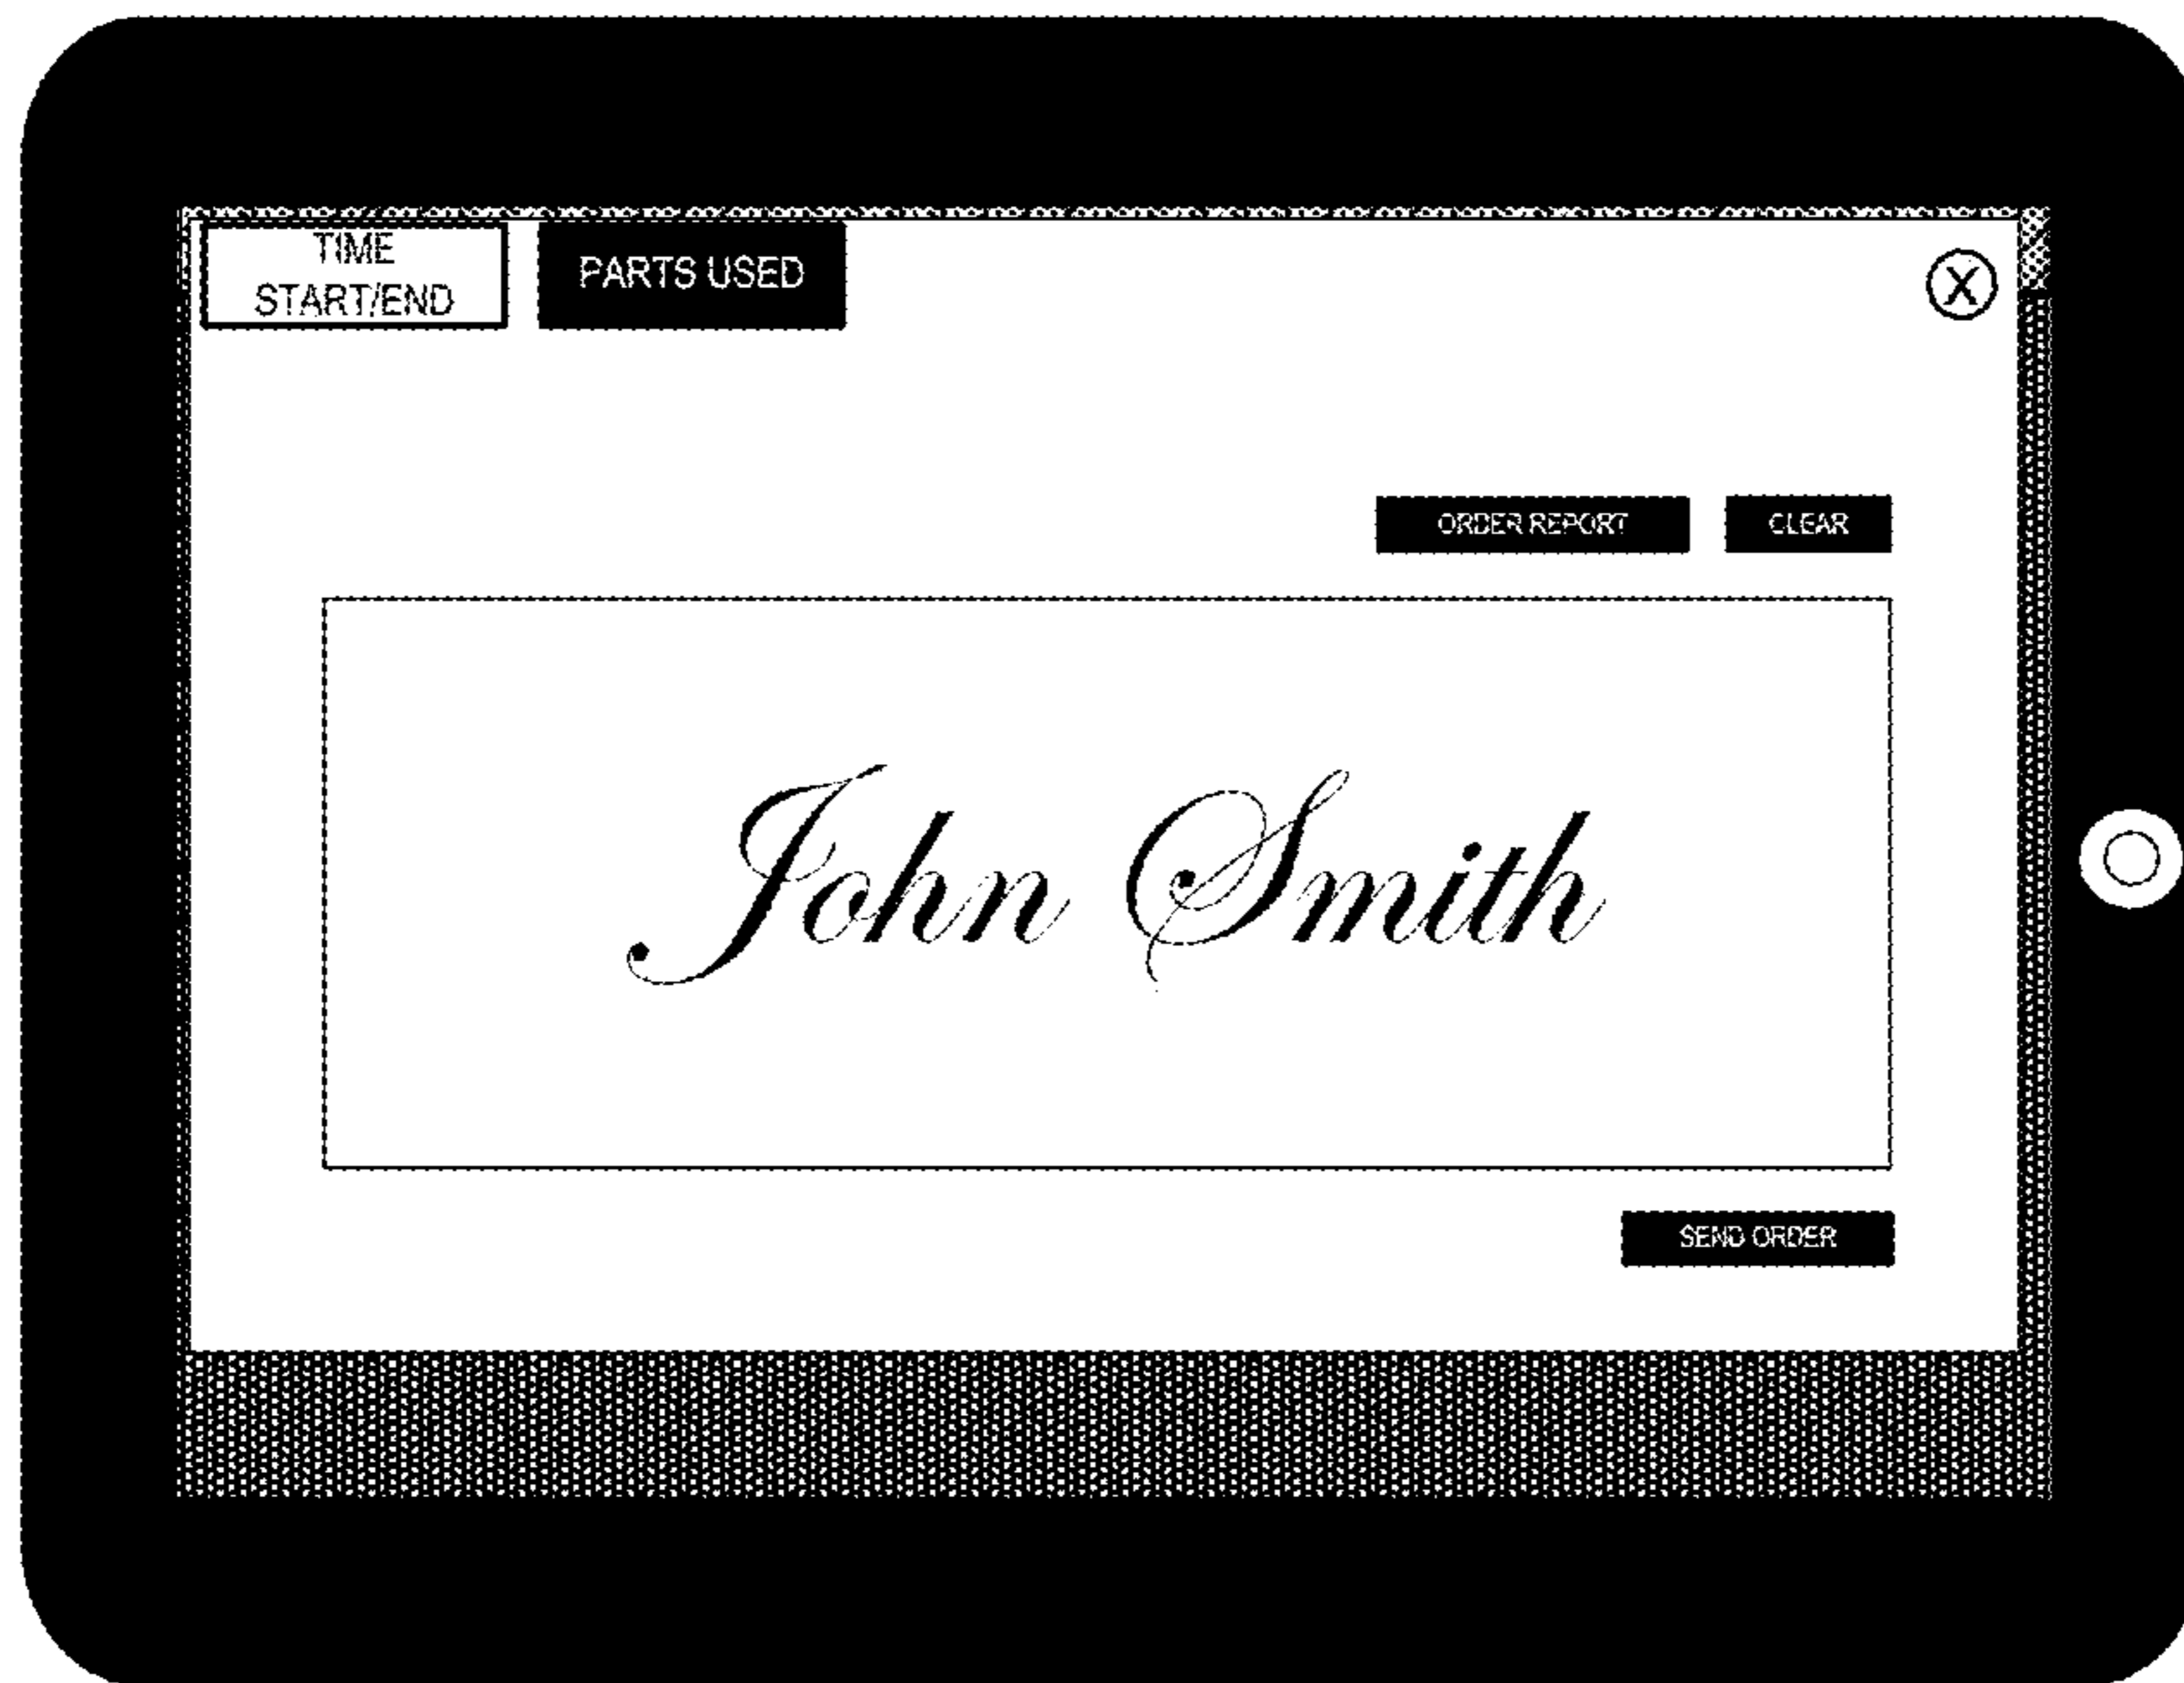 TIME
START/END
PARTS USED
X
ORDER REPORT
CLEAR
John Smith
SEND ORDER